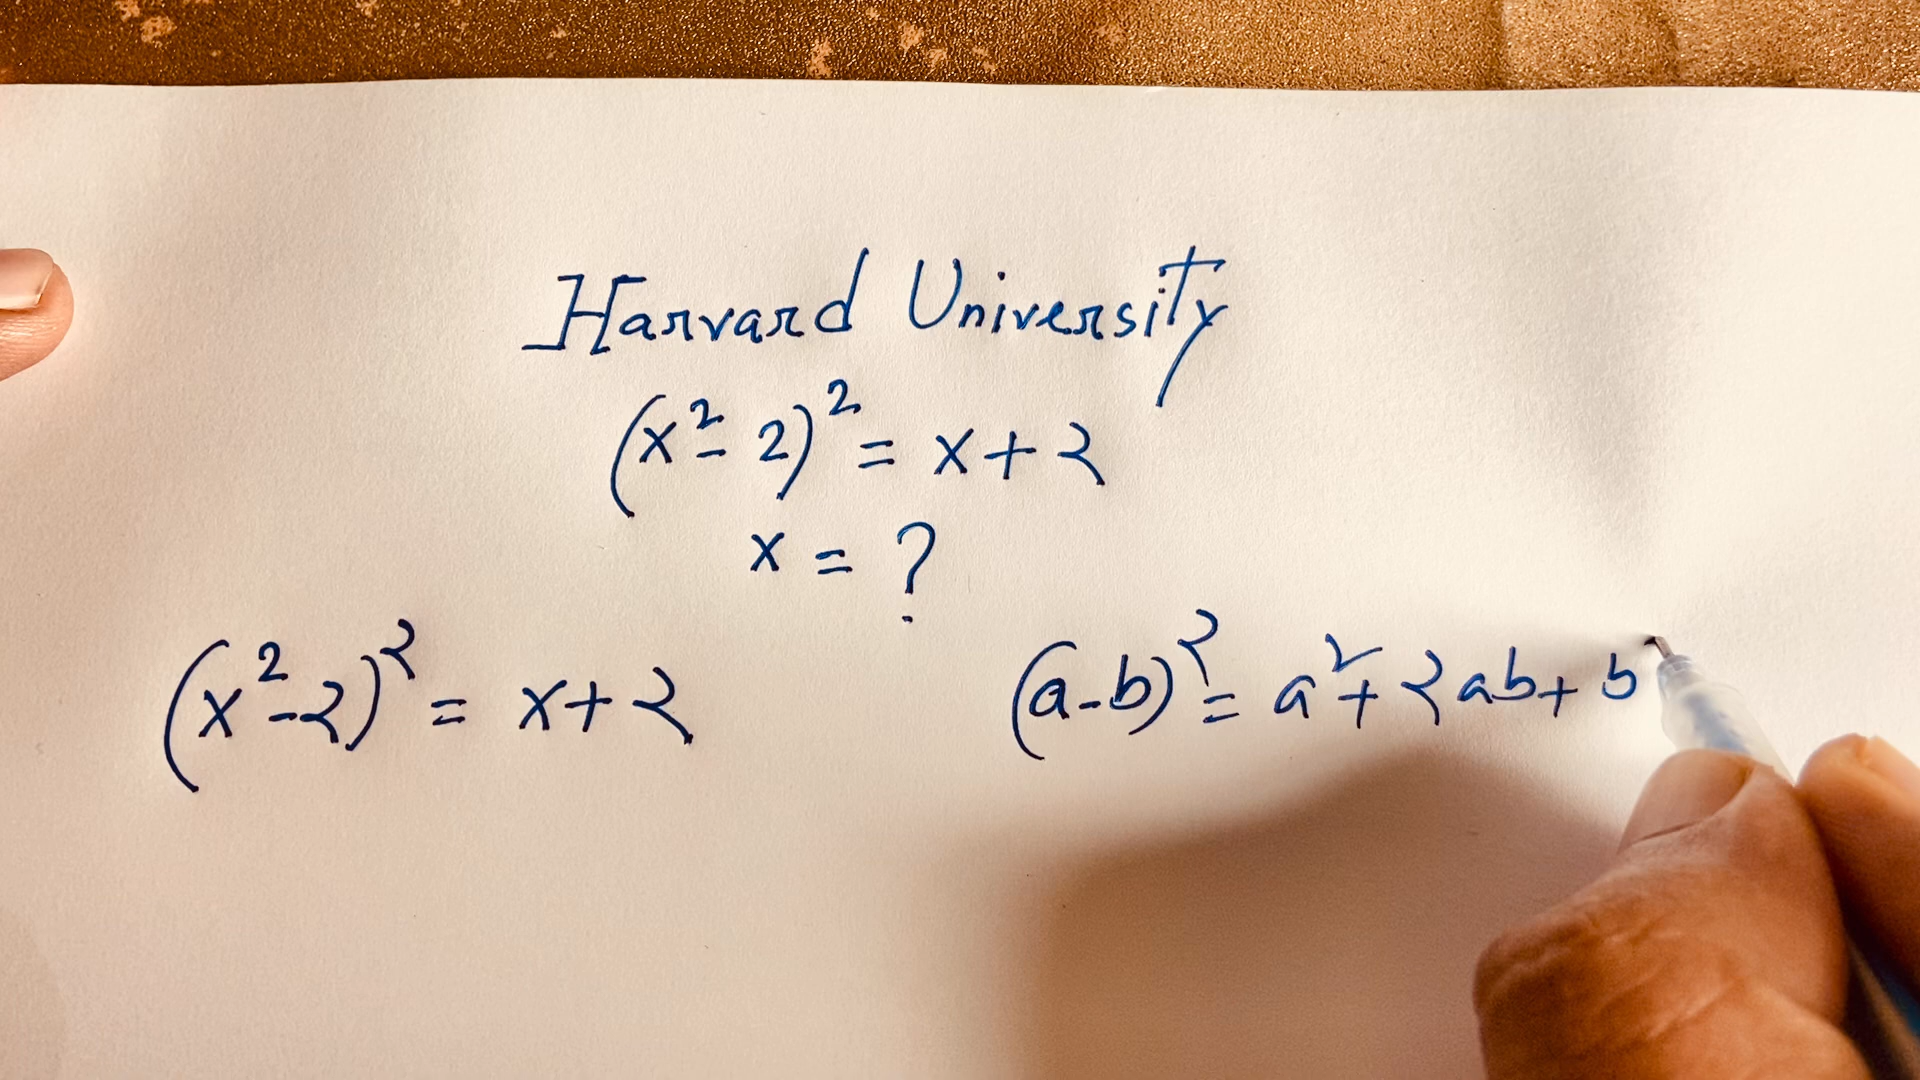 Harvard University
(x² - 2)² = x + 2
x = ?
(x² - 2)² = x + 2
(a - b)² = a² + 2ab + b